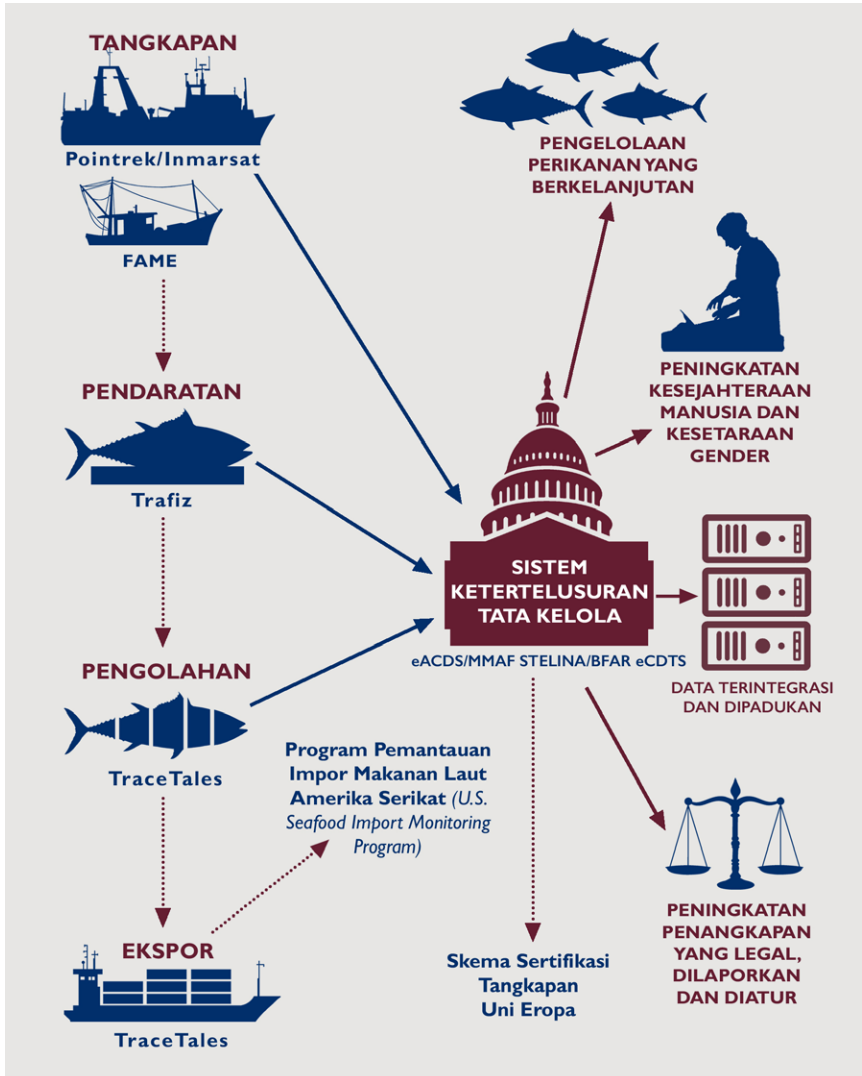 TANGKAPAN
Pointrek/Inmarsat
FAME
PENDARATAN
Trafiz
PENGOLAHAN
TraceTales
EKSPOR
TraceTales
Program Pemantauan
Impor Makanan Laut
Amerika Serikat (U.S.
Seafood Import Monitoring
Program)
SISTEM
KETERTELUSURAN
TATA KELOLA
eACDS/MMAF STELINA/BFAR eCDTS
Skema Sertifikasi
Tangkapan
Uni Eropa
PENGELOLAAN
PERIKANAN YANG
BERKELANJUTAN
PENINGKATAN
KESEJAHTERAAN
MANUSIA DAN
KESETARAAN
GENDER
DATA TERINTEGRASI
DAN DIPADUKAN
PENINGKATAN
PENANGKAPAN
YANG LEGAL,
DILAPORKAN
DAN DIATUR